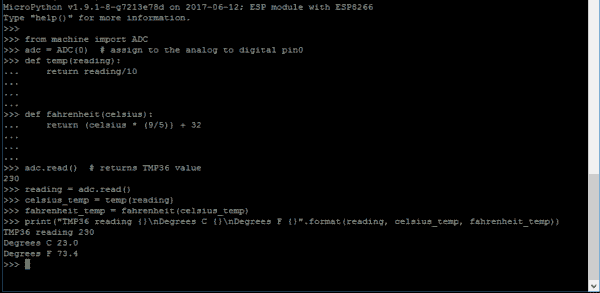 MicroPython v1.9.1-8-g7213e78d on 2017-06-12; ESP module with ESP8266
Type "help()" for more information.
>>>
>>> from machine import ADC
>>> adc = ADC(0)  # assign to the analog to digital pin0
>>> def temp(reading):
...     return reading/10
...
...
...
>>> def fahrenheit(celsius):
...     return (celsius * (9/5)) + 32
...
...
...
>>> adc.read()  # returns TMP36 value
230
>>> reading = adc.read()
>>> celsius_temp = temp(reading)
>>> fahrenheit_temp = fahrenheit(celsius_temp)
>>> print("TMP36 reading {}\nDegrees C {}\nDegrees F {}".format(reading, celsius_temp, fahrenheit_temp))
TMP36 reading 230
Degrees C 23.0
Degrees F 73.4
>>>